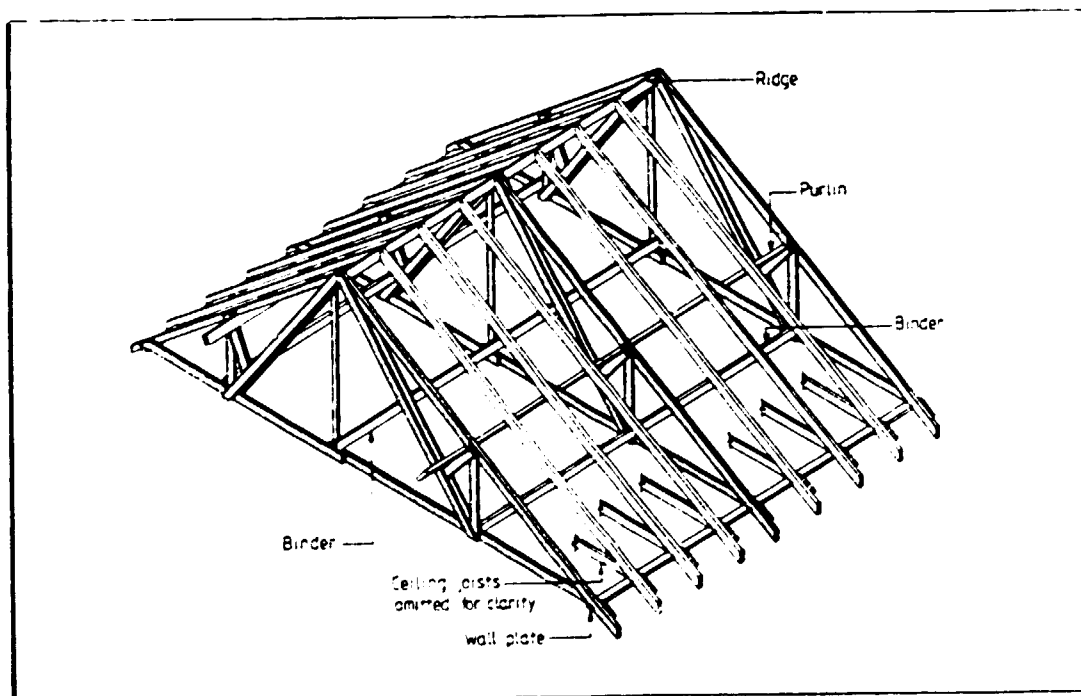 Ridge
Purlin
Binder
Binder
Ceiling joists
omitted for clarity
wall plate